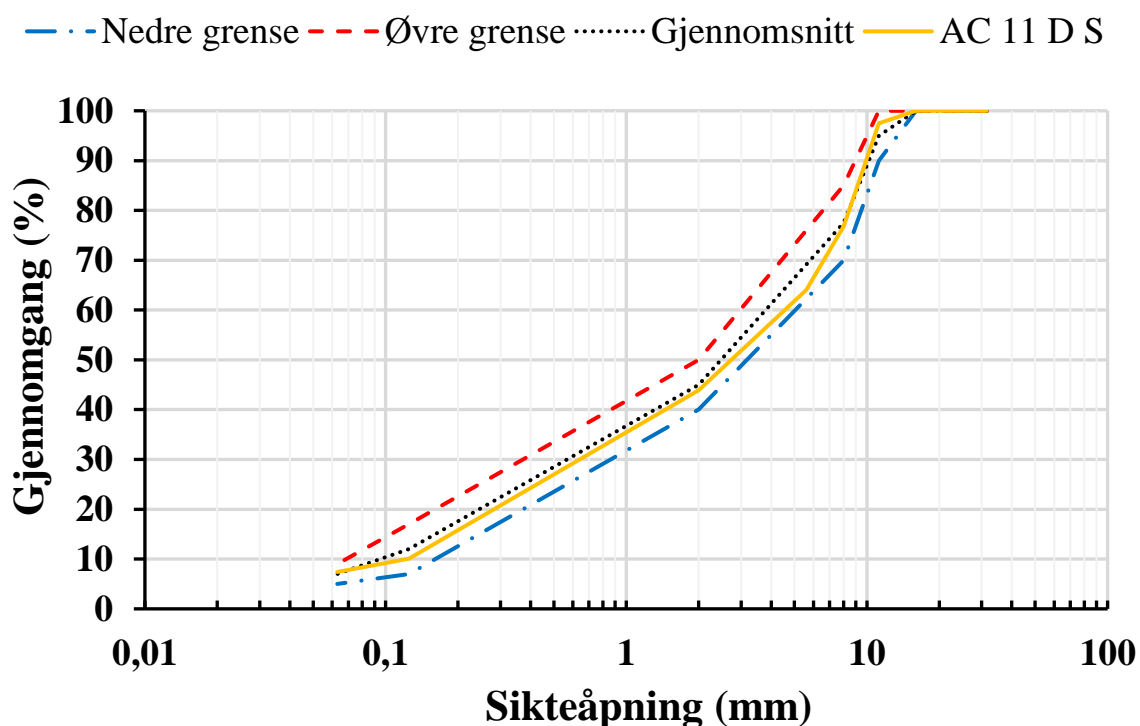 Nedre grense Øvre grense Gjennomsnitt AC 11 D S
100
90
80
70
60
50
40
30
20
10
0
Gjennomgang (%)
0,01 0,1 1 10 100
Sikteåpning (mm)